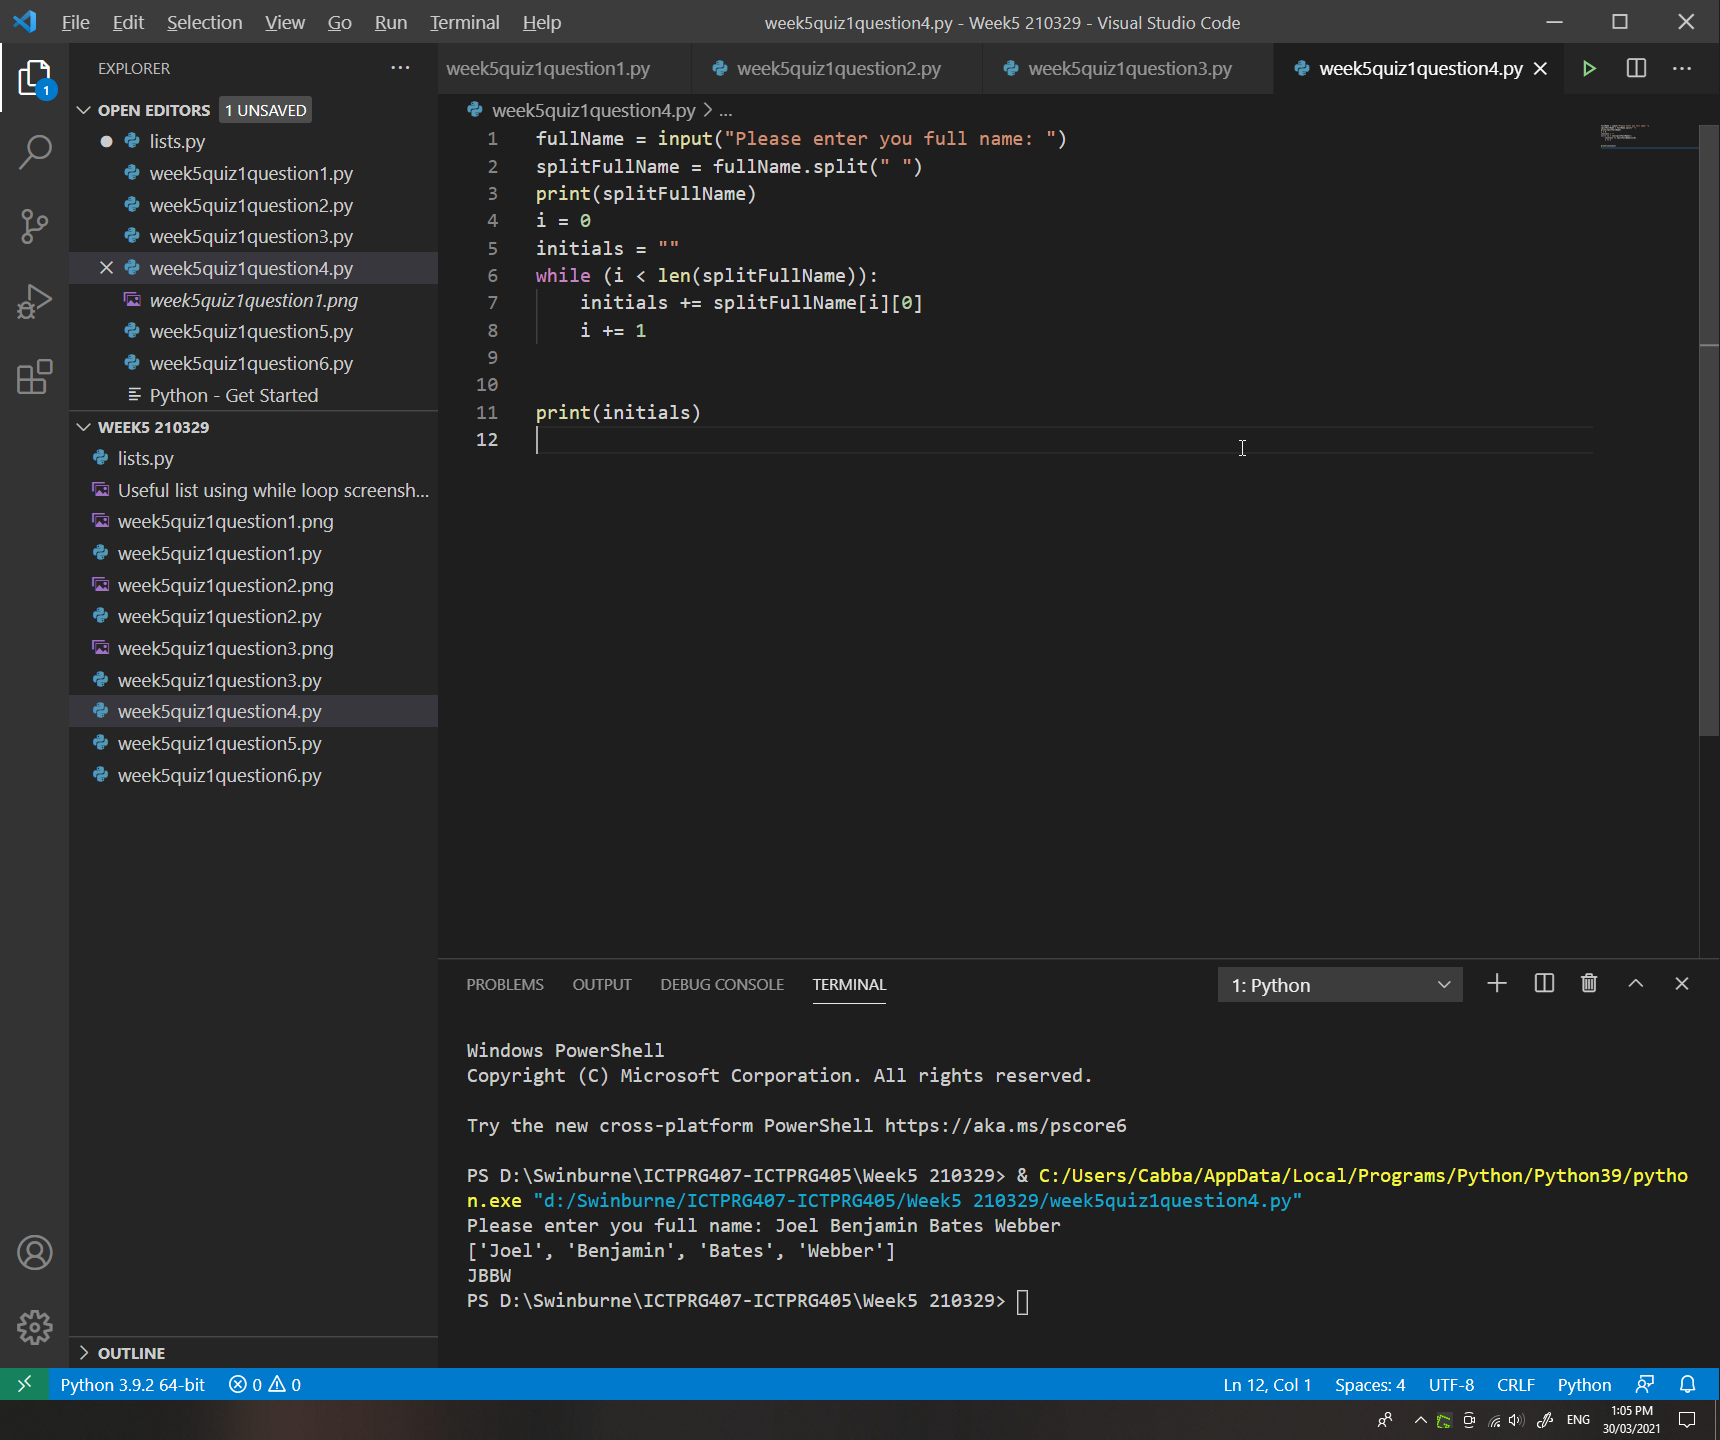 File Edit Selection View Go Run Terminal Help
week5quiz1question4.py - Week5 210329 - Visual Studio Code
EXPLORER
1
OPEN EDITORS 1 UNSAVED
lists.py
week5quiz1question1.py
week5quiz1question2.py
week5quiz1question3.py
week5quiz1question4.py
week5quiz1question1.png
week5quiz1question5.py
week5quiz1question6.py
Python - Get Started
WEEK5 210329
lists.py
Useful list using while loop screensh...
week5quiz1question1.png
week5quiz1question1.py
week5quiz1question2.png
week5quiz1question2.py
week5quiz1question3.png
week5quiz1question3.py
week5quiz1question4.py
week5quiz1question5.py
week5quiz1question6.py
OUTLINE
week5quiz1question1.py week5quiz1question2.py week5quiz1question3.py week5quiz1question4.py
week5quiz1question4.py > ...
1 fullName = input("Please enter you full name: ")
2 splitFullName = fullName.split(" ")
3 print(splitFullName)
4 i = 0
5 initials = ""
6 while (i < len(splitFullName)):
7     initials += splitFullName[i][0]
8     i += 1
9
10
11 print(initials)
12
PROBLEMS OUTPUT DEBUG CONSOLE TERMINAL
1: Python
Windows PowerShell
Copyright (C) Microsoft Corporation. All rights reserved.
Try the new cross-platform PowerShell https://aka.ms/pscore6
PS D:\Swinburne\ICTPRG407-ICTPRG405\Week5 210329> & C:/Users/Cabba/AppData/Local/Programs/Python/Python39/pytho
n.exe "d:/Swinburne/ICTPRG407-ICTPRG405/Week5 210329/week5quiz1question4.py"
Please enter you full name: Joel Benjamin Bates Webber
['Joel', 'Benjamin', 'Bates', 'Webber']
JBBW
PS D:\Swinburne\ICTPRG407-ICTPRG405\Week5 210329>
Python 3.9.2 64-bit 0 0
Ln 12, Col 1 Spaces: 4 UTF-8 CRLF Python
ENG
1:05 PM
30/03/2021